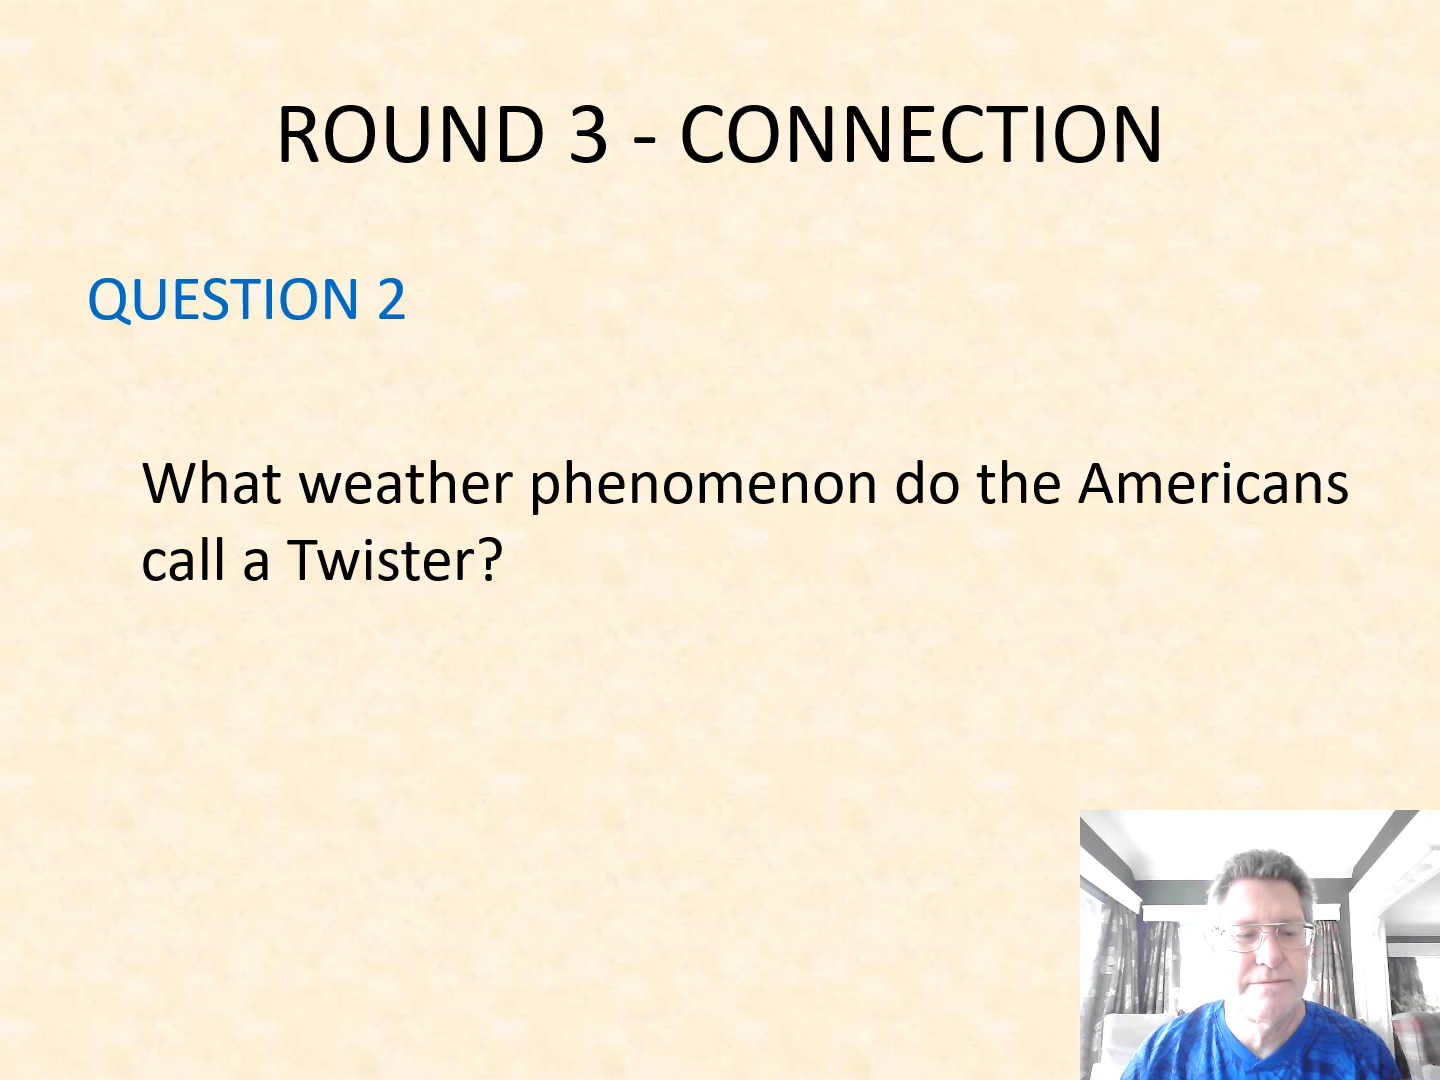 ROUND 3 - CONNECTION
QUESTION 2
What weather phenomenon do the Americans
call a Twister?